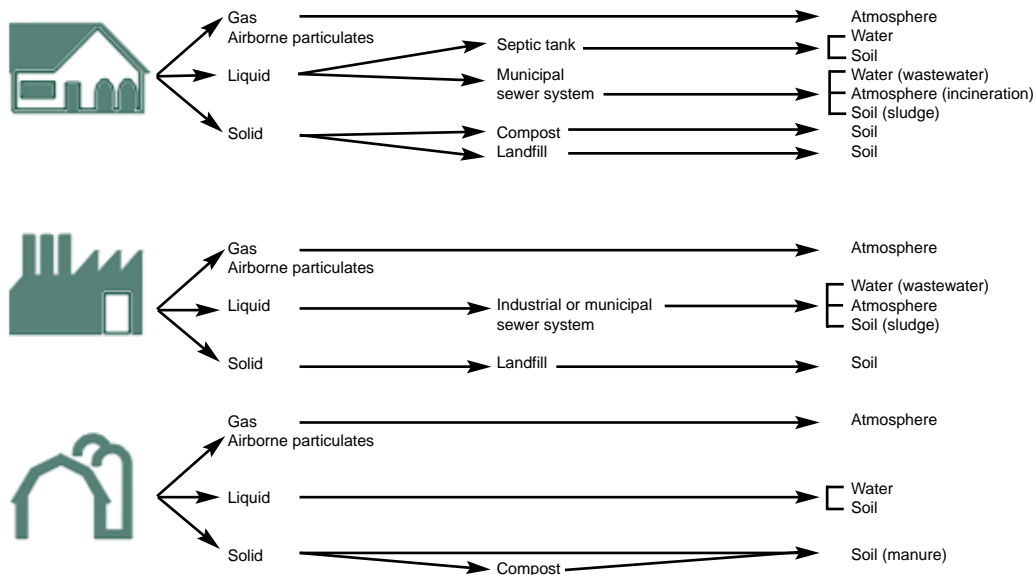 Gas
Airborne particulates
Atmosphere
Liquid
Septic tank
Water
Soil
Municipal
sewer system
Water (wastewater)
Atmosphere (incineration)
Soil (sludge)
Solid
Compost
Soil
Landfill
Soil
Gas
Airborne particulates
Atmosphere
Liquid
Industrial or municipal
sewer system
Water (wastewater)
Atmosphere
Soil (sludge)
Solid
Landfill
Soil
Gas
Airborne particulates
Atmosphere
Liquid
Water
Soil
Solid
Compost
Soil (manure)